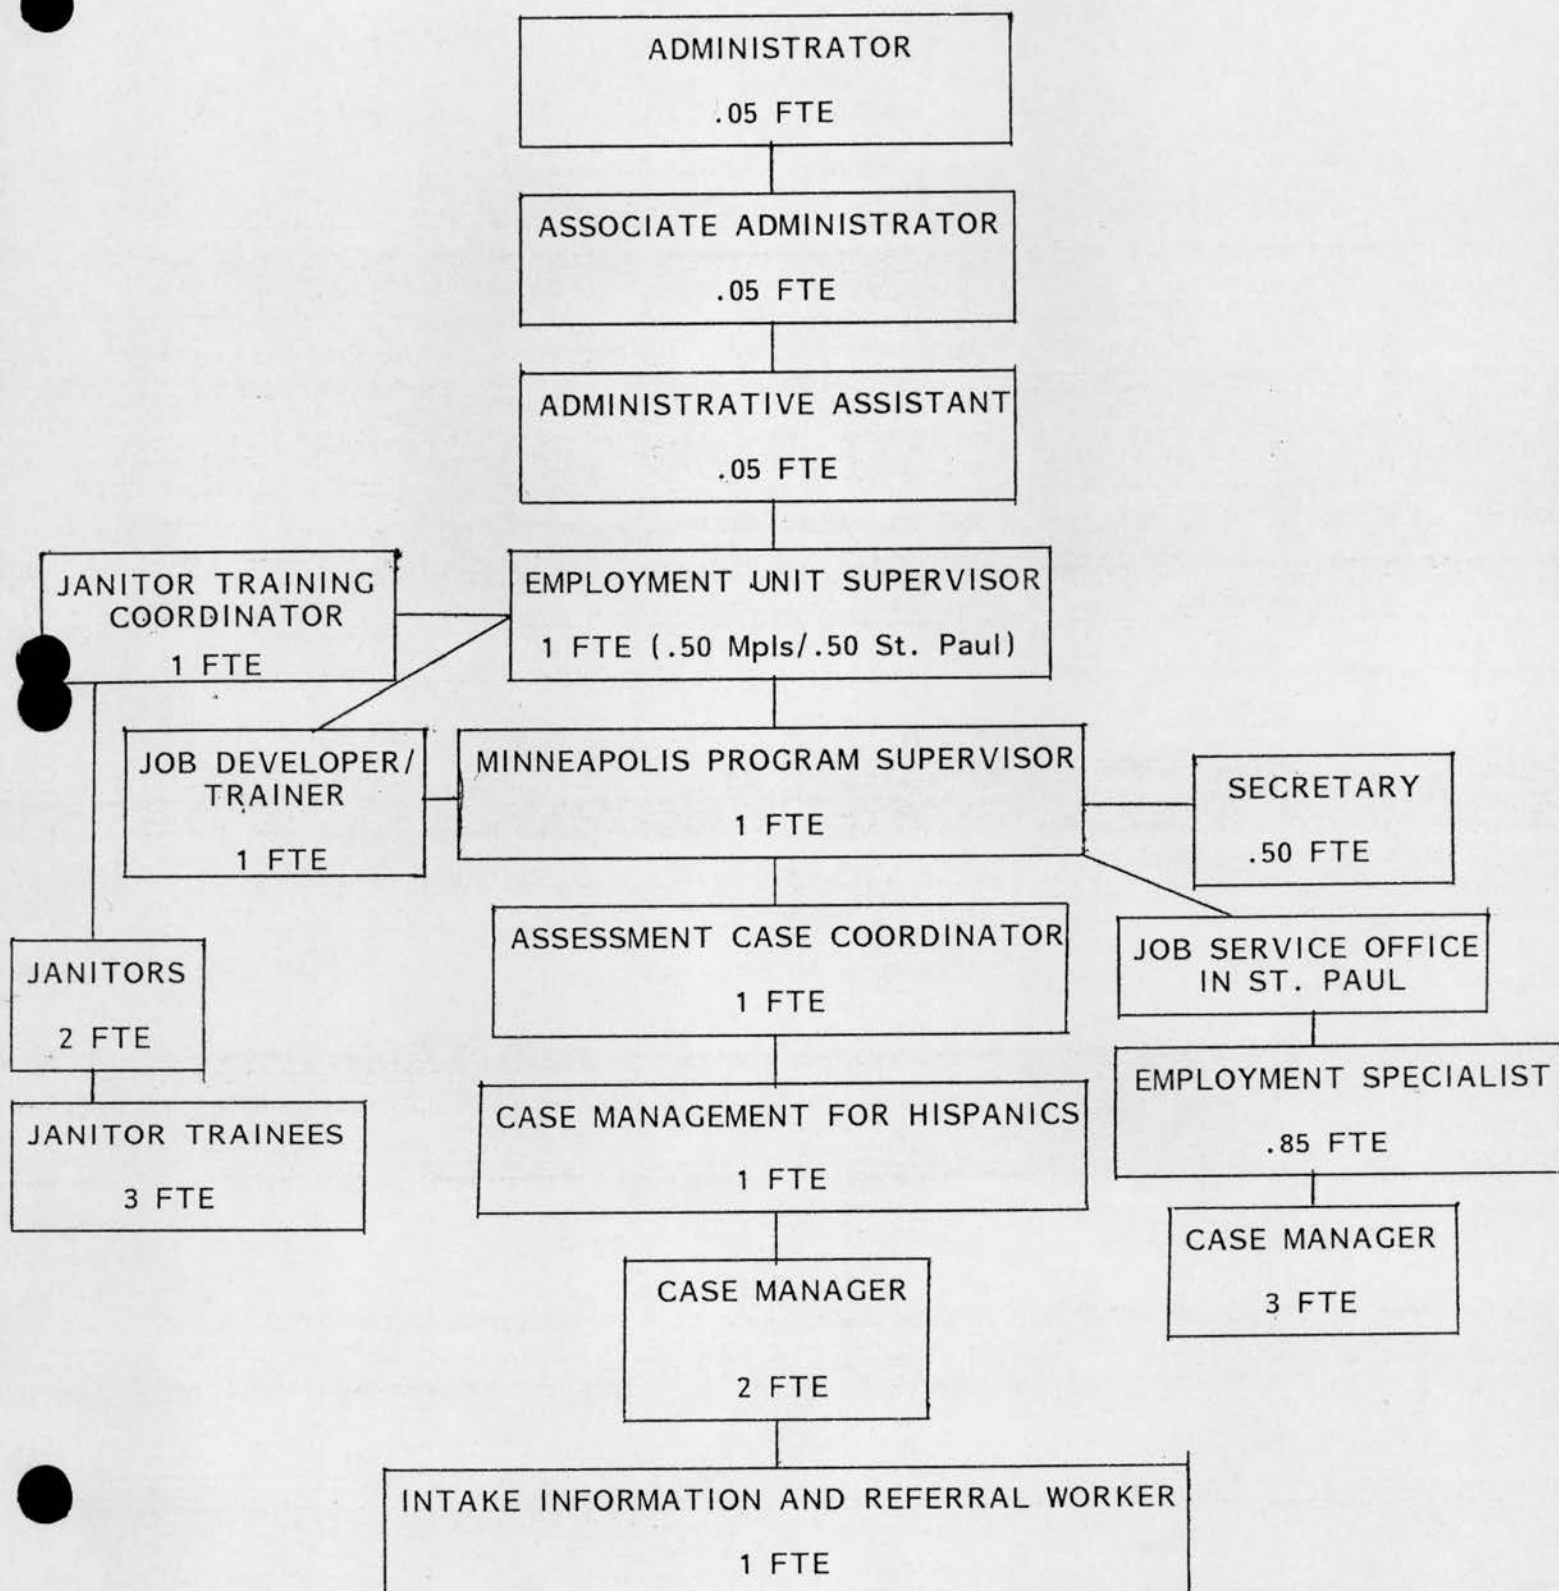 ADMINISTRATOR
.05 FTE
ASSOCIATE ADMINISTRATOR
.05 FTE
ADMINISTRATIVE ASSISTANT
.05 FTE
JANITOR TRAINING
COORDINATOR
1 FTE
EMPLOYMENT UNIT SUPERVISOR
1 FTE (.50 Mpls/.50 St. Paul)
JOB DEVELOPER/
TRAINER
1 FTE
MINNEAPOLIS PROGRAM SUPERVISOR
1 FTE
SECRETARY
.50 FTE
JANITORS
2 FTE
ASSESSMENT CASE COORDINATOR
1 FTE
JOB SERVICE OFFICE
IN ST. PAUL
JANITOR TRAINEES
3 FTE
CASE MANAGEMENT FOR HISPANICS
1 FTE
EMPLOYMENT SPECIALIST
.85 FTE
CASE MANAGER
2 FTE
CASE MANAGER
3 FTE
INTAKE INFORMATION AND REFERRAL WORKER
1 FTE